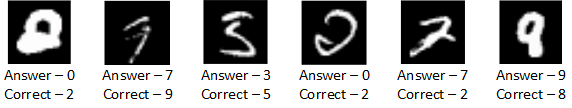 Answer – 0 Answer – 7 Answer – 3 Answer – 0 Answer – 7 Answer – 9
Correct – 2 Correct – 9 Correct – 5 Correct – 2 Correct – 2 Correct – 8